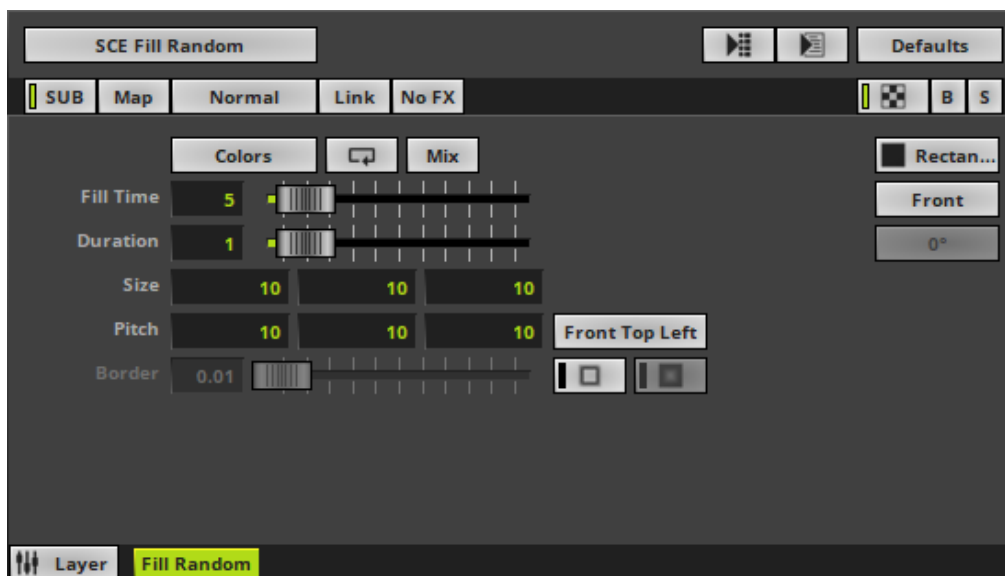 SCE Fill Random Defaults
SUB Map Normal Link No FX B S
Colors Mix Rectan...
Fill Time 5 Front
Duration 1 0°
Size 10 10 10
Pitch 10 10 10 Front Top Left
Border 0.01
Layer Fill Random